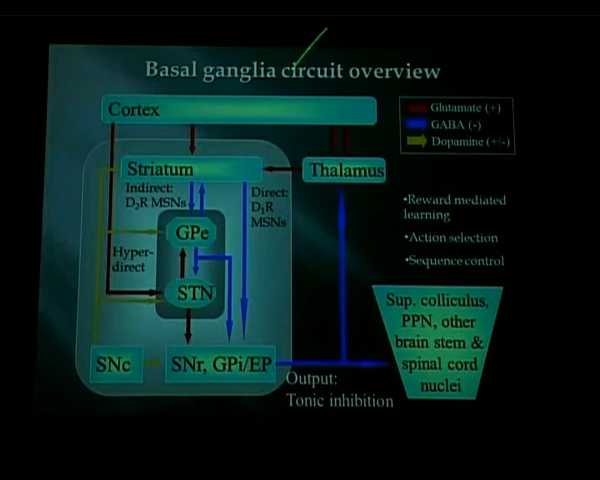 Basal ganglia circuit overview
Cortex
Glutamate (+)
GABA (-)
Dopamine (+/-)
Striatum
Thalamus
Indirect:
D₂R MSNs
Direct:
D₁R
MSNs
•Reward mediated
learning
•Action selection
•Sequence control
GPe
Hyper-
direct
STN
Sup. colliculus,
PPN, other
brain stem &
spinal cord
nuclei
SNc
SNr, GPi/EP
Output:
Tonic inhibition